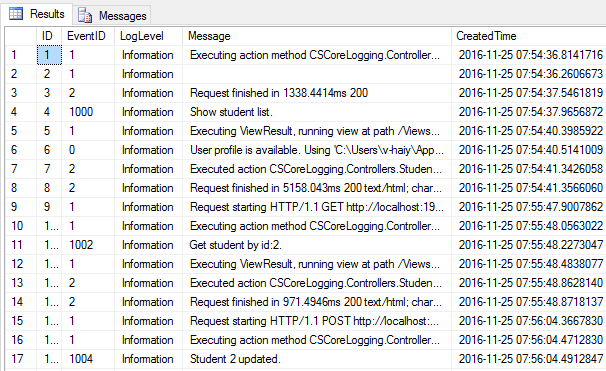 Results Messages
ID EventID LogLevel Message CreatedTime
1 1 1 Information Executing action method CSCoreLogging.Controller... 2016-11-25 07:54:36.8141716
2 2 1 Information 2016-11-25 07:54:36.2606673
3 3 2 Information Request finished in 1338.4414ms 200 2016-11-25 07:54:37.5461819
4 4 1000 Information Show student list. 2016-11-25 07:54:37.9656872
5 5 1 Information Executing ViewResult, running view at path /Views... 2016-11-25 07:54:40.3985922
6 6 0 Information User profile is available. Using 'C:\Users\v-haiy\App... 2016-11-25 07:54:40.5141009
7 7 2 Information Executed action CSCoreLogging.Controllers.Studen... 2016-11-25 07:54:41.3426058
8 8 2 Information Request finished in 5158.043ms 200 text/html; char... 2016-11-25 07:54:41.3566060
9 9 1 Information Request starting HTTP/1.1 GET http://localhost:19... 2016-11-25 07:55:47.9007862
10 1... 1 Information Executing action method CSCoreLogging.Controller... 2016-11-25 07:55:48.0563022
11 1... 1002 Information Get student by id:2. 2016-11-25 07:55:48.2273047
12 1... 1 Information Executing ViewResult, running view at path /Views... 2016-11-25 07:55:48.4838077
13 1... 2 Information Executed action CSCoreLogging.Controllers.Studen... 2016-11-25 07:55:48.8628140
14 1... 2 Information Request finished in 971.4946ms 200 text/html; char... 2016-11-25 07:55:48.8718137
15 1... 1 Information Request starting HTTP/1.1 POST http://localhost:... 2016-11-25 07:56:04.3667830
16 1... 1 Information Executing action method CSCoreLogging.Controller... 2016-11-25 07:56:04.4712830
17 1... 1004 Information Student 2 updated. 2016-11-25 07:56:04.4912847